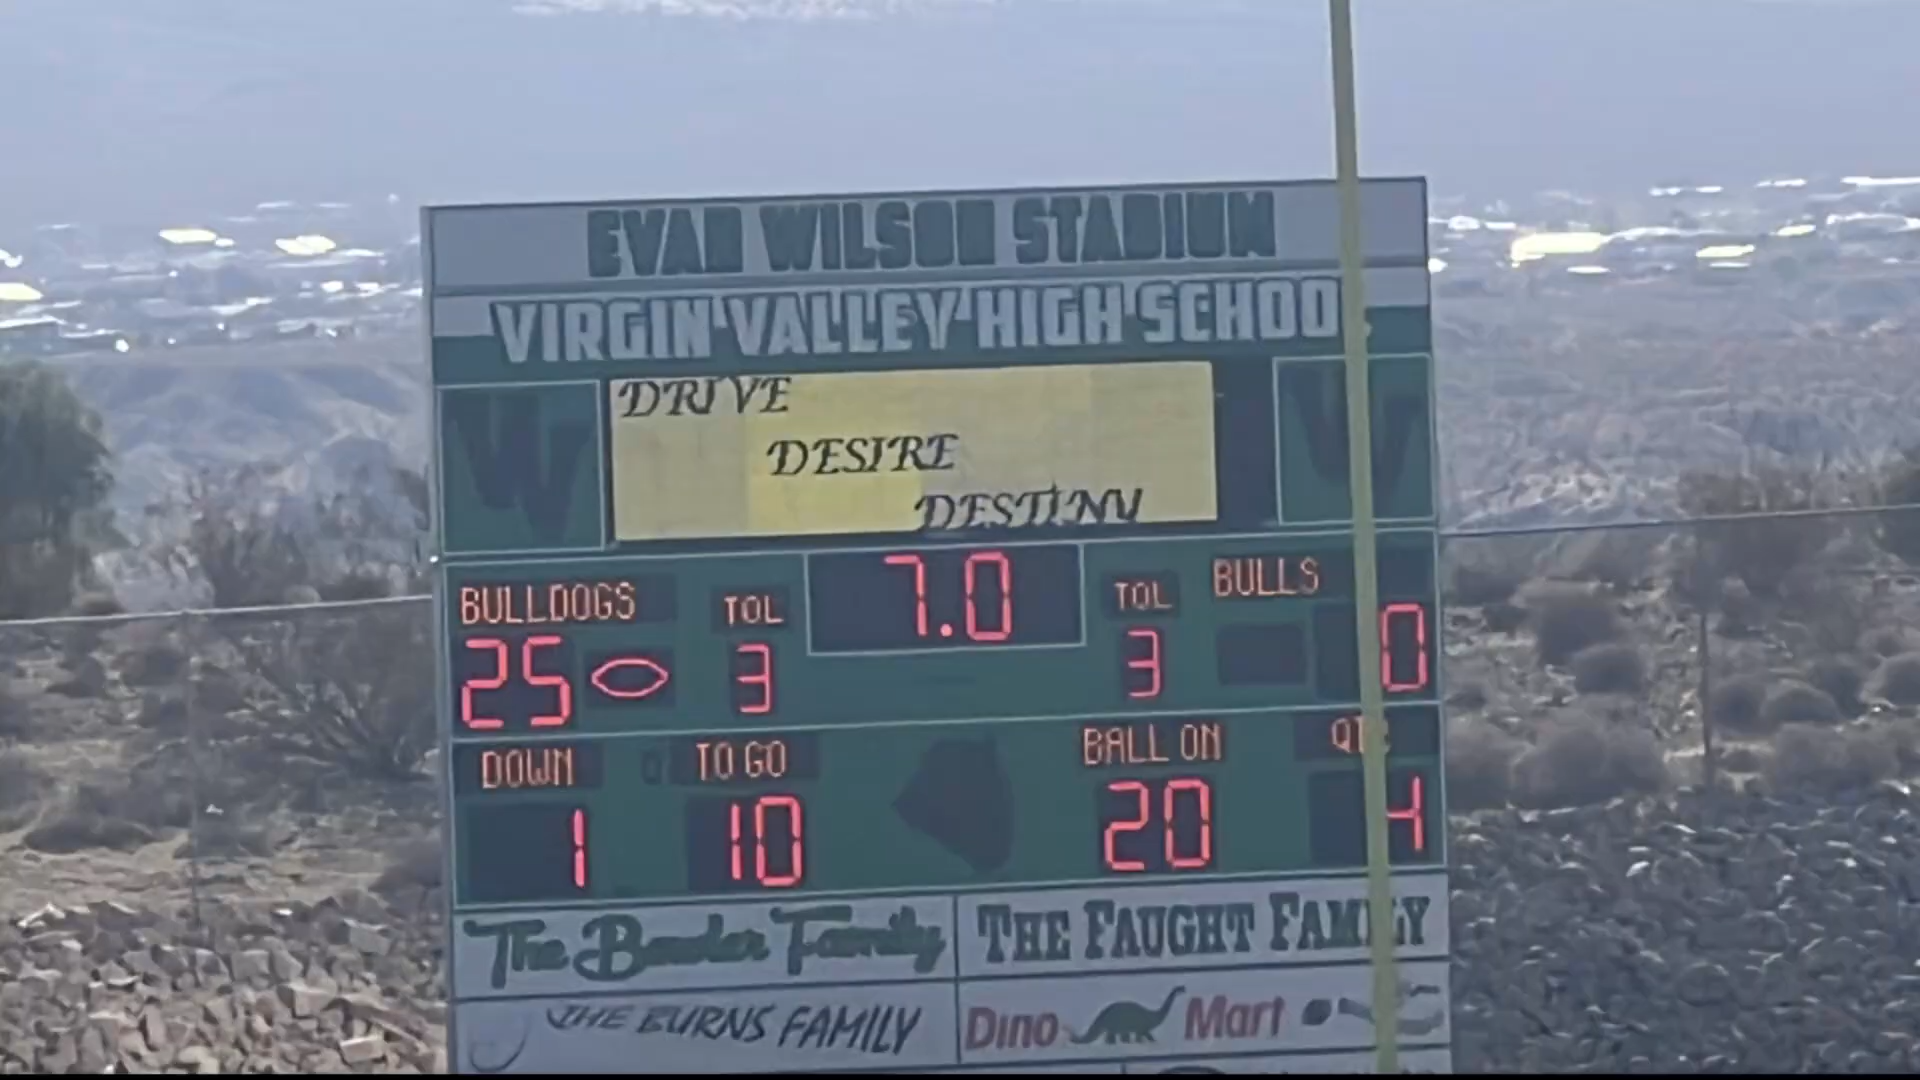 EVAN WILSON STADIUM
VIRGIN VALLEY HIGH SCHOO
DRIVE
DESIRE
DESTINY
7.0
BULLDOGS TOL TOL BULLS
25 3 3 0
DOWN TO GO BALL ON QTR
1 10 20 4
The Family THE FAUGHT FAMILY
THE BURNS FAMILY Dino Mart